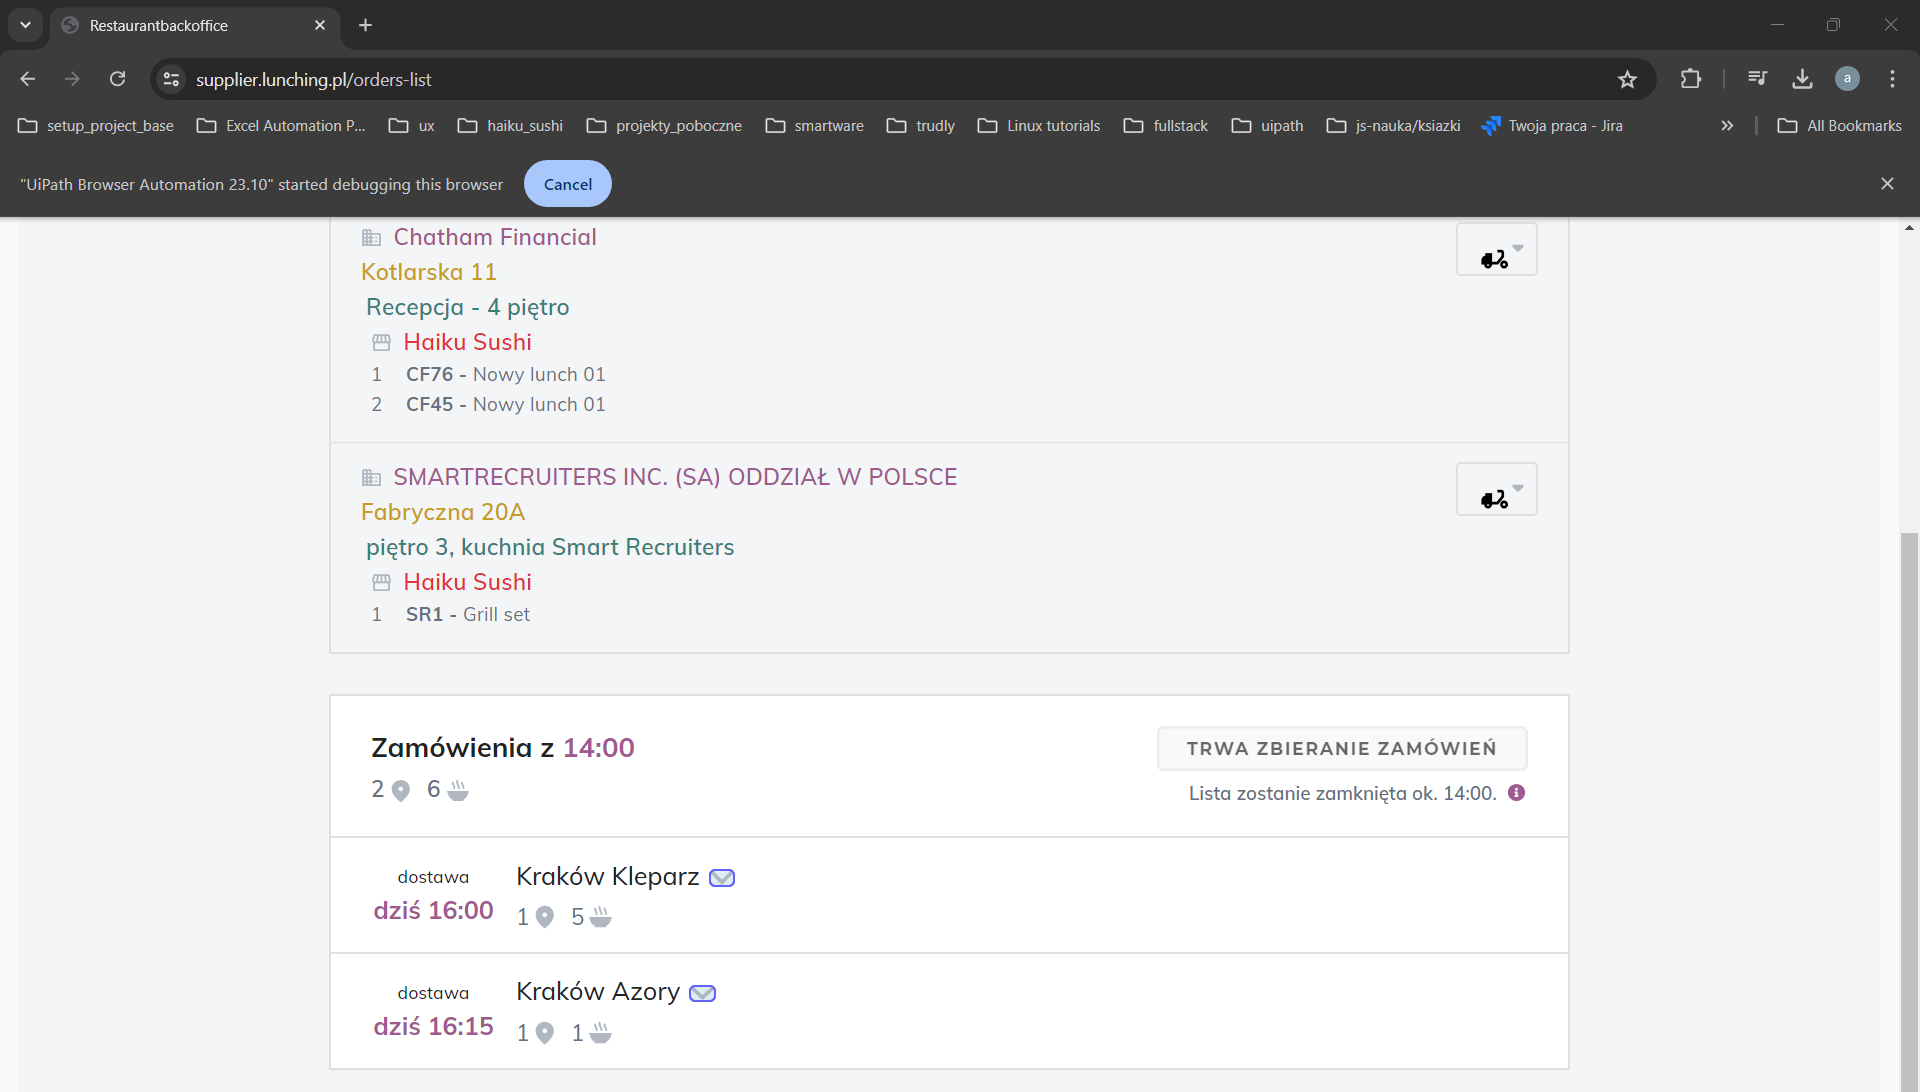 Restaurantbackoffice
supplier.lunching.pl/orders-list
a
setup_project_base
Excel Automation P...
ux
haiku_sushi
projekty_poboczne
smartware
trudly
Linux tutorials
fullstack
uipath
js-nauka/ksiazki
Twoja praca - Jira
All Bookmarks
"UiPath Browser Automation 23.10" started debugging this browser
Cancel
Chatham Financial
Kotlarska 11
Recepcja - 4 piętro
Haiku Sushi
1 CF76 - Nowy lunch 01
2 CF45 - Nowy lunch 01
SMARTRECRUITERS INC. (SA) ODDZIAŁ W POLSCE
Fabryczna 20A
piętro 3, kuchnia Smart Recruiters
Haiku Sushi
1 SR1 - Grill set
Zamówienia z 14:00
2 6
TRWA ZBIERANIE ZAMÓWIEŃ
Lista zostanie zamknięta ok. 14:00.
dostawa
dziś 16:00
Kraków Kleparz
1 5
dostawa
dziś 16:15
Kraków Azory
1 1